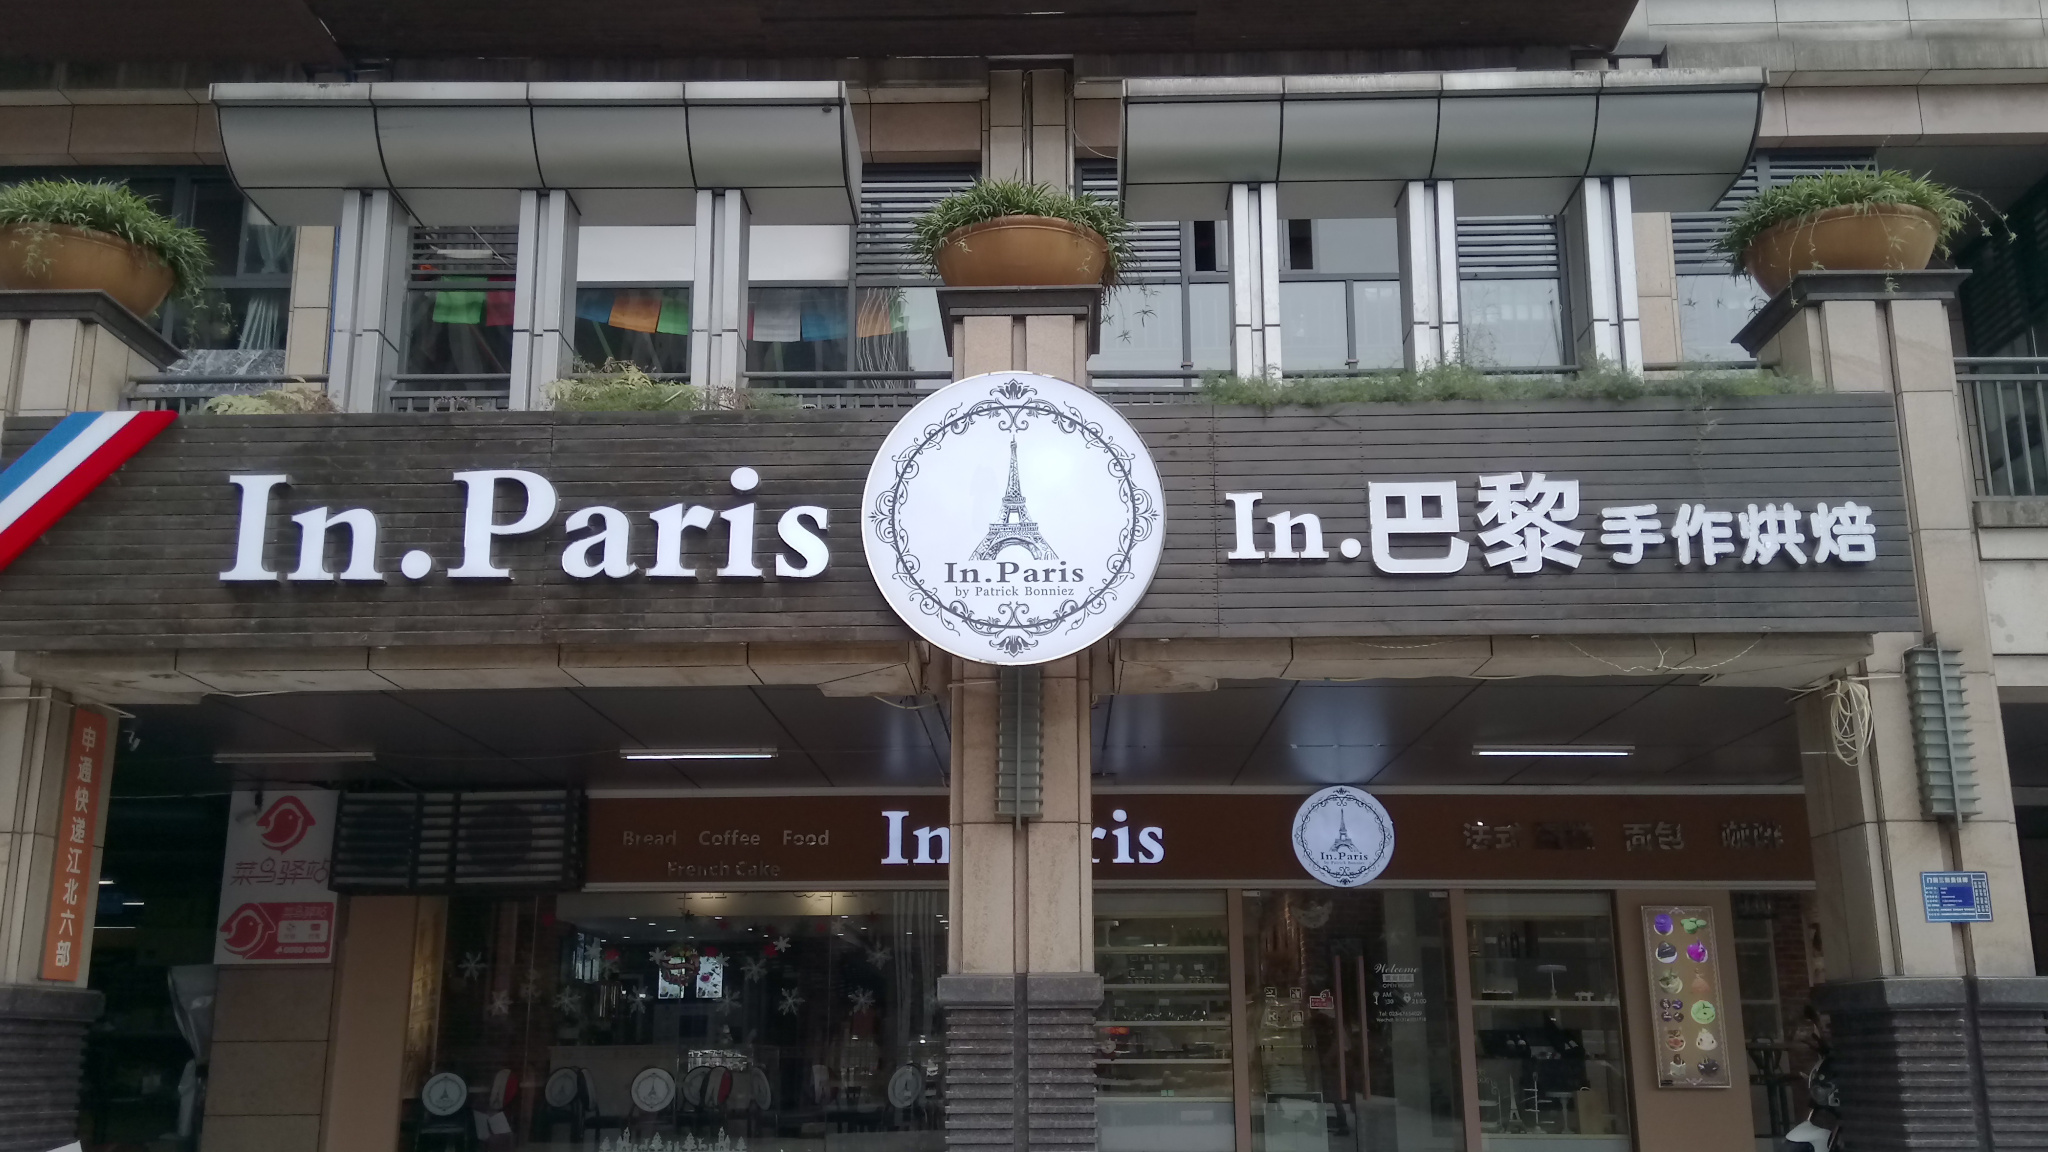 In.Paris
In.Paris
by Patrick Bonniez
In.巴黎手作烘焙
申通快递江北六部
菜鸟驿站
Bread Coffee Food
French Cake
In
ris
In.Paris
法式
面包
咖啡
Welcome